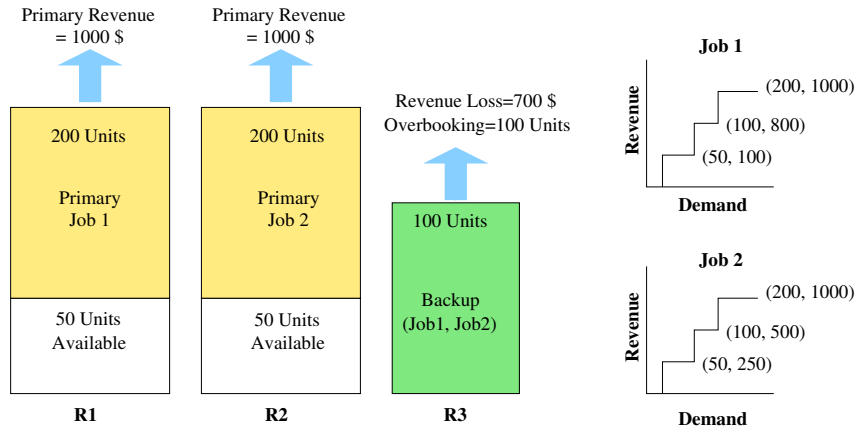 Primary Revenue
= 1000 $
Primary Revenue
= 1000 $
Revenue Loss=700 $
Overbooking=100 Units
200 Units
Primary
Job 1
50 Units
Available
R1
200 Units
Primary
Job 2
50 Units
Available
R2
100 Units
Backup
(Job1, Job2)
R3
Job 1
Revenue
(200, 1000)
(100, 800)
(50, 100)
Demand
Job 2
Revenue
(200, 1000)
(100, 500)
(50, 250)
Demand